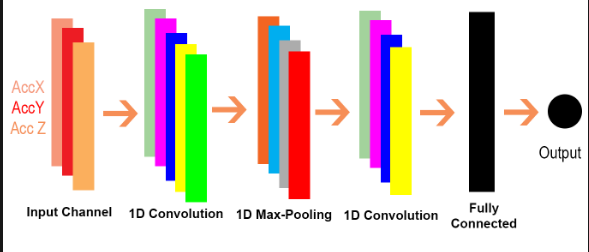 AccX
AccY
Acc Z
Input Channel
1D Convolution
1D Max-Pooling
1D Convolution
Fully
Connected
Output